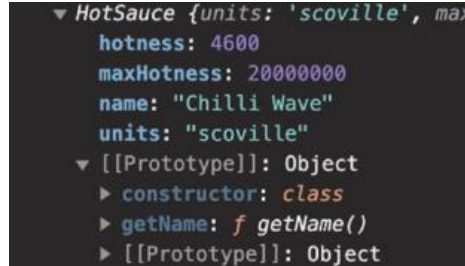 ▼ HotSauce {units: 'scoville', max
hotness: 4600
maxHotness: 20000000
name: "Chilli Wave"
units: "scoville"
▼ [[Prototype]]: Object
▶ constructor: class
▶ getName: ƒ getName()
▶ [[Prototype]]: Object